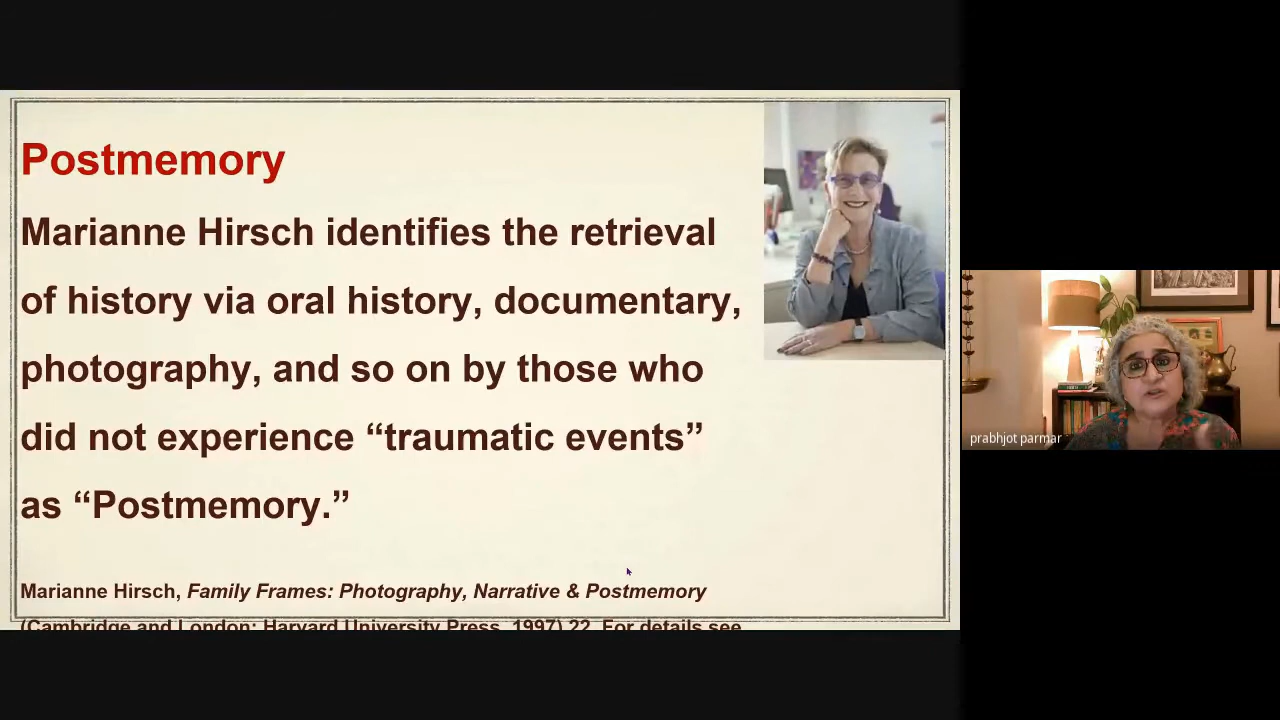 Postmemory
Marianne Hirsch identifies the retrieval
of history via oral history, documentary,
photography, and so on by those who
did not experience “traumatic events”
as “Postmemory.”
Marianne Hirsch, Family Frames: Photography, Narrative & Postmemory
(Cambridge and London: Harvard University Press, 1997) 22. For details see
prabhjot parmar